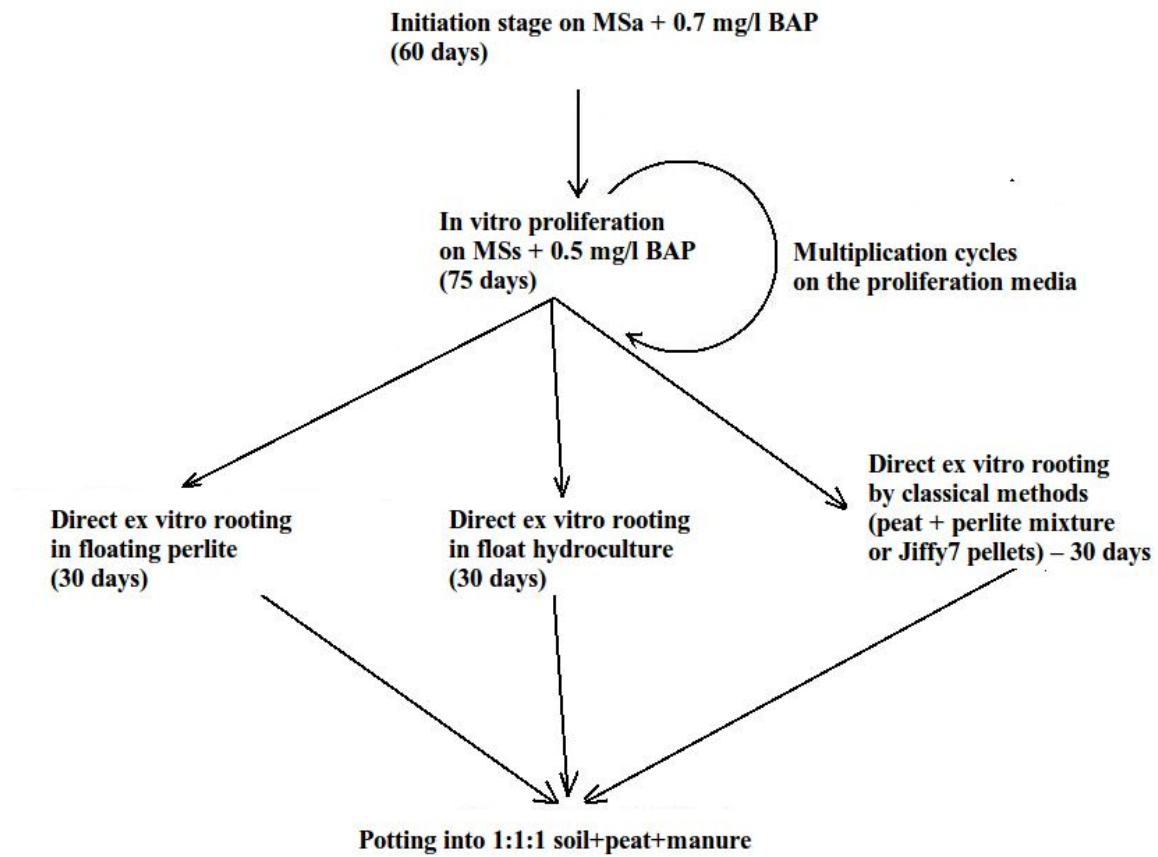 Initiation stage on MSa + 0.7 mg/l BAP
(60 days)
In vitro proliferation
on MSs + 0.5 mg/l BAP
(75 days)
Multiplication cycles
on the proliferation media
Direct ex vitro rooting
in floating perlite
(30 days)
Direct ex vitro rooting
in float hydroculture
(30 days)
Direct ex vitro rooting
by classical methods
(peat + perlite mixture
or Jiffy7 pellets) – 30 days
Potting into 1:1:1 soil+peat+manure